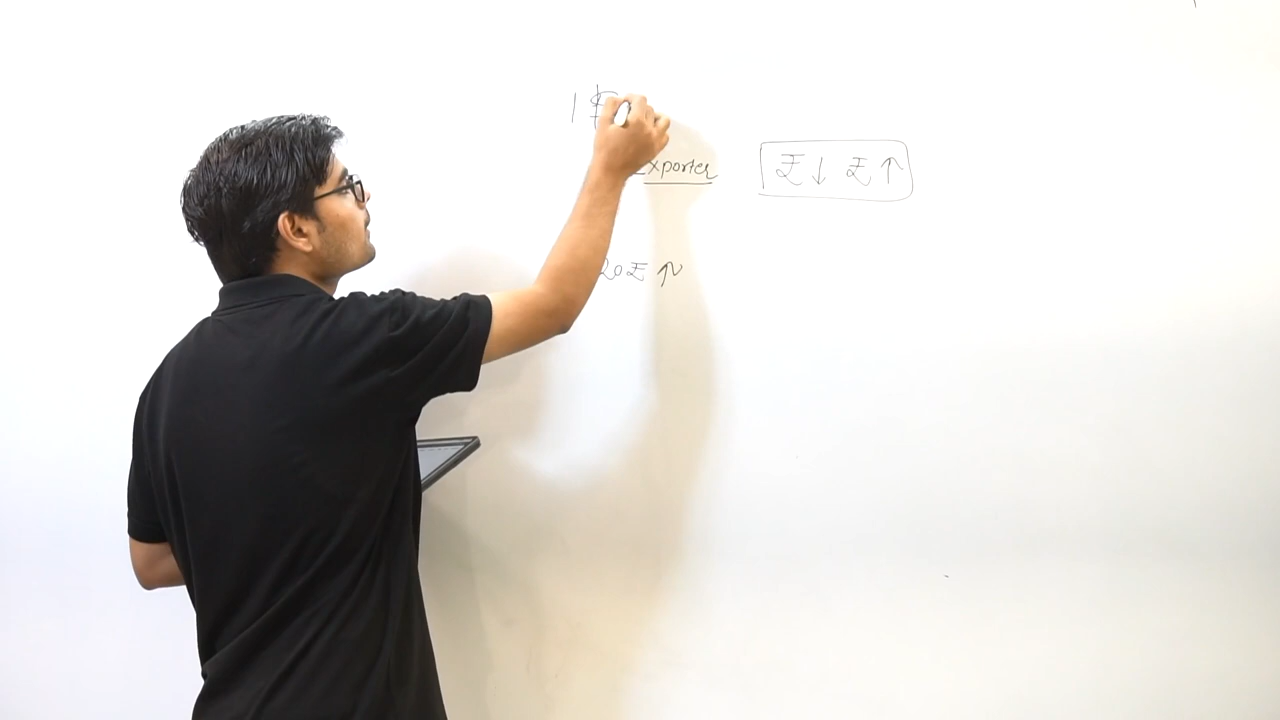 1 $
Exporter
₹↓ ₹↑
20₹ ↑